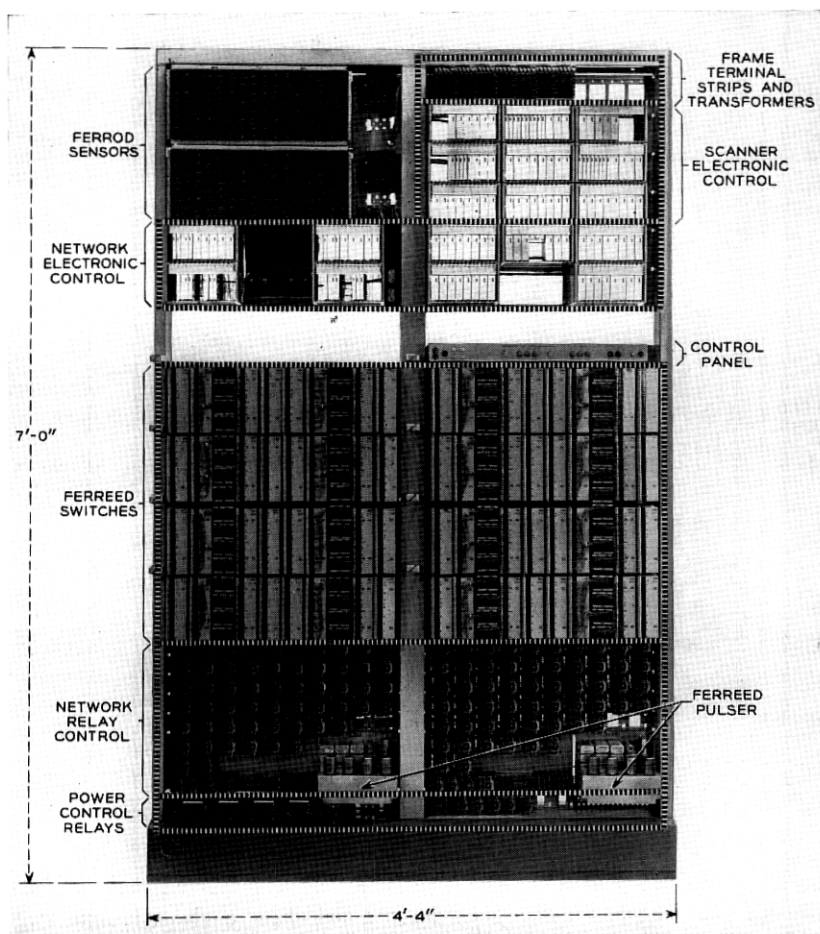 FRAME
TERMINAL
STRIPS AND
TRANSFORMERS
FERROD
SENSORS
SCANNER
ELECTRONIC
CONTROL
NETWORK
ELECTRONIC
CONTROL
CONTROL
PANEL
7'-0"
FERREED
SWITCHES
NETWORK
RELAY
CONTROL
FERREED
PULSER
POWER
CONTROL
RELAYS
4'-4"